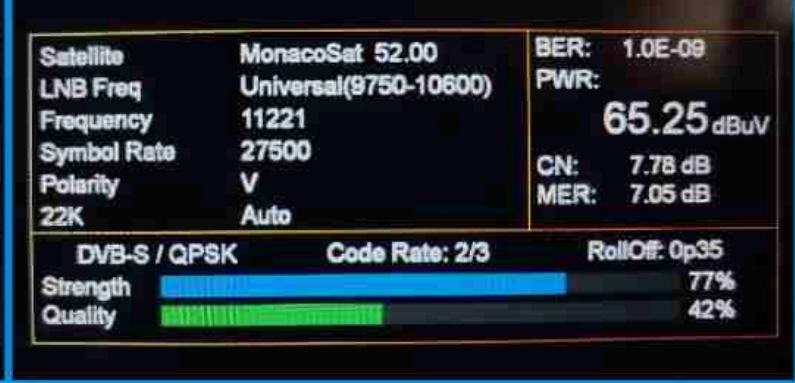 Satellite MonacoSat 52.00
LNB Freq Universal(9750-10600)
Frequency 11221
Symbol Rate 27500
Polarity V
22K Auto
BER: 1.0E-09
PWR:
65.25 dBuV
CN: 7.78 dB
MER: 7.05 dB
DVB-S / QPSK Code Rate: 2/3 RollOff: 0p35
Strength 77%
Quality 42%